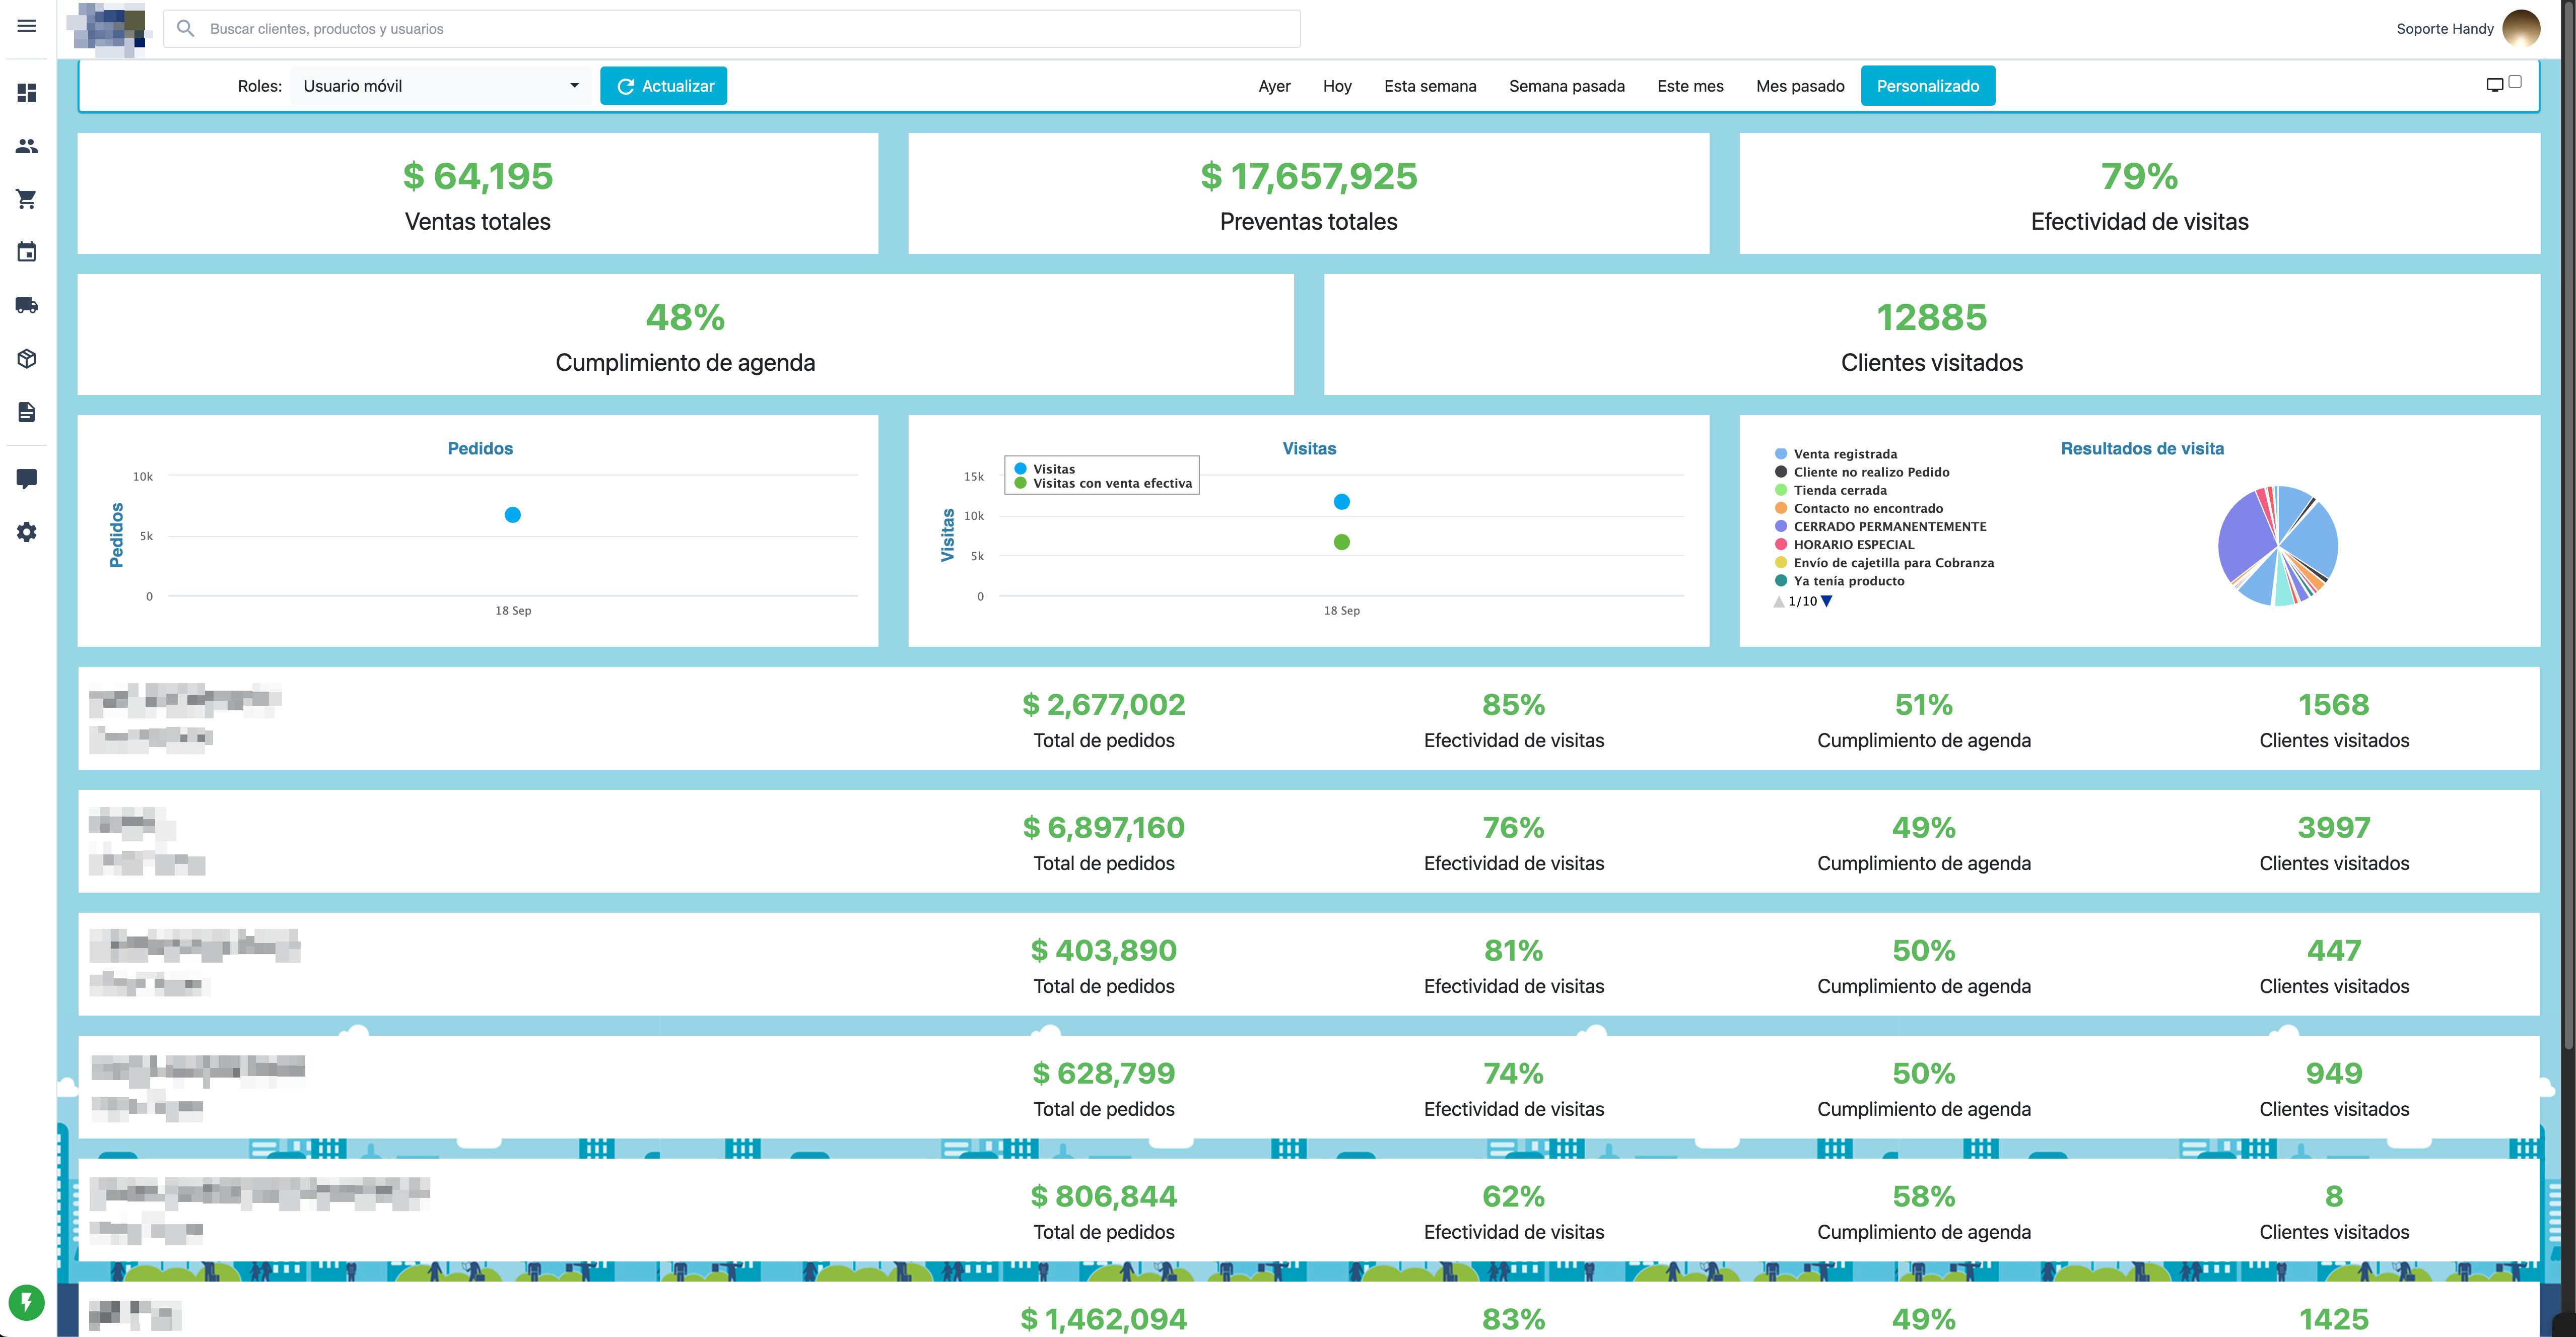 Buscar clientes, productos y usuarios
Soporte Handy
Roles: Usuario móvil Actualizar Ayer Hoy Esta semana Semana pasada Este mes Mes pasado Personalizado
$ 64,195
Ventas totales
$ 17,657,925
Preventas totales
79%
Efectividad de visitas
48%
Cumplimiento de agenda
12885
Clientes visitados
Pedidos
Pedidos
10k
5k
0
18 Sep
Visitas
Visitas
Visitas
Visitas con venta efectiva
15k
10k
5k
0
18 Sep
Resultados de visita
Venta registrada
Cliente no realizo Pedido
Tienda cerrada
Contacto no encontrado
CERRADO PERMANENTEMENTE
HORARIO ESPECIAL
Envío de cajetilla para Cobranza
Ya tenía producto
1/10
$ 2,677,002 85% 51% 1568
Total de pedidos Efectividad de visitas Cumplimiento de agenda Clientes visitados
$ 6,897,160 76% 49% 3997
Total de pedidos Efectividad de visitas Cumplimiento de agenda Clientes visitados
$ 403,890 81% 50% 447
Total de pedidos Efectividad de visitas Cumplimiento de agenda Clientes visitados
$ 628,799 74% 50% 949
Total de pedidos Efectividad de visitas Cumplimiento de agenda Clientes visitados
$ 806,844 62% 58% 8
Total de pedidos Efectividad de visitas Cumplimiento de agenda Clientes visitados
$ 1,462,094 83% 49% 1425